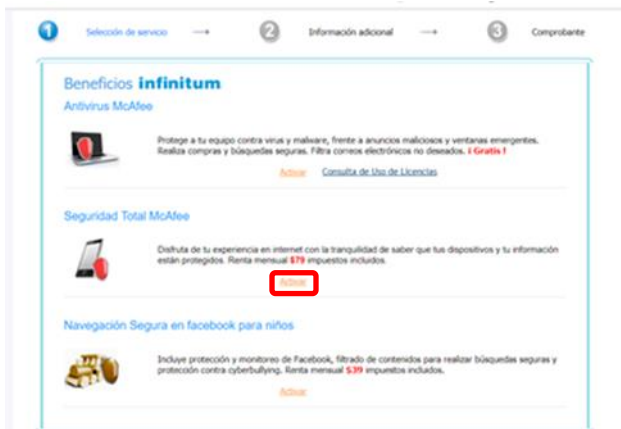 1 Selección de servicio → 2 Información adicional → 3 Comprobante
Beneficios infinitum
Antivirus McAfee
Protege a tu equipo contra virus y malware, frente a anuncios maliciosos y ventanas emergentes.
Realiza compras y búsquedas seguras. Filtra correos electrónicos no deseados. ¡ Gratis !
Activar Consulta de Uso de Licencias
Seguridad Total McAfee
Disfruta de tu experiencia en internet con la tranquilidad de saber que tus dispositivos y tu información
están protegidos. Renta mensual $79 impuestos incluidos.
Activar
Navegación Segura en facebook para niños
Incluye protección y monitoreo de Facebook, filtrado de contenidos para realizar búsquedas seguras y
protección contra cyberbullying. Renta mensual $39 impuestos incluidos.
Activar